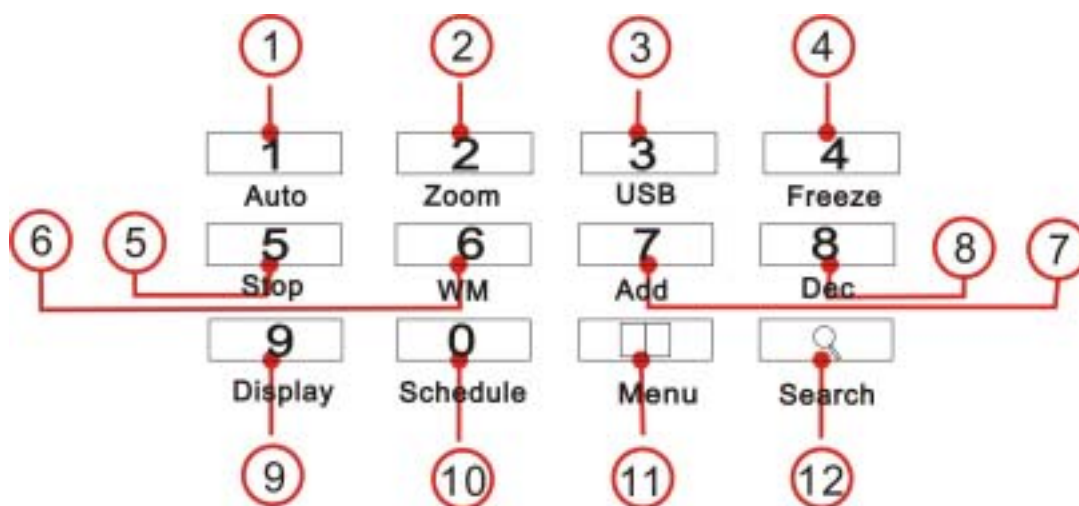 1 2 3 4
1 2 3 4
Auto Zoom USB Freeze
6 5 5 6 7 8 8 7
Stop WM Add Dec
9 0
Display Schedule Menu Search
9 10 11 12